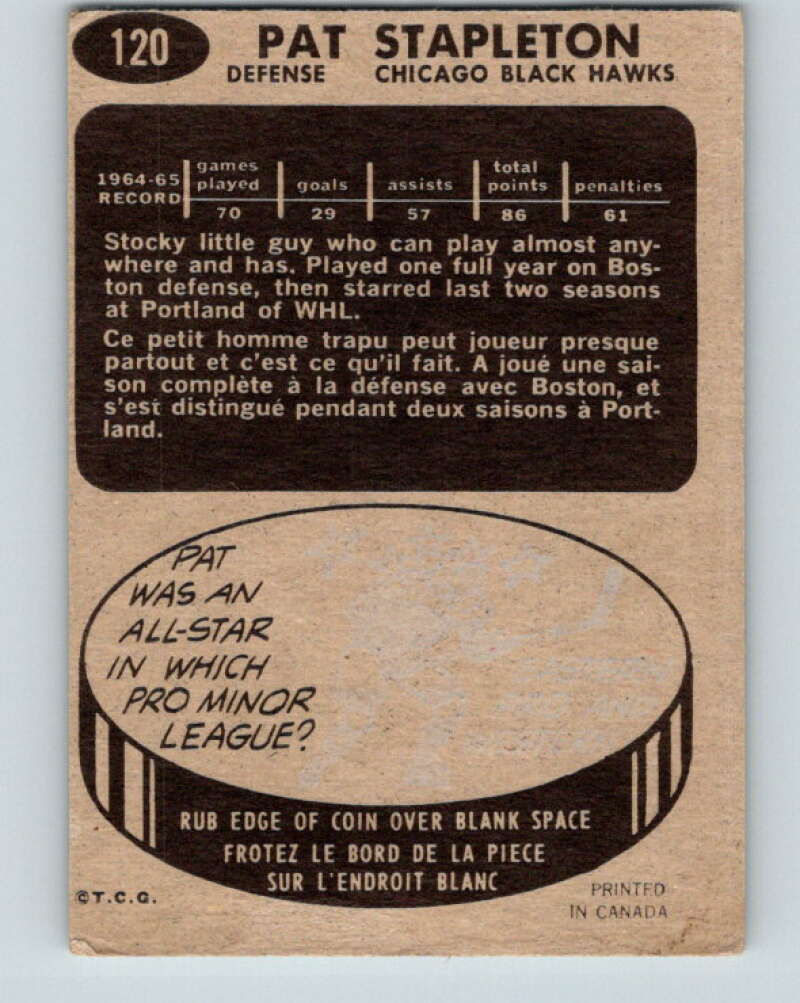 120
PAT STAPLETON
DEFENSE CHICAGO BLACK HAWKS
1964-65 RECORD games played goals assists total points penalties
70 29 57 86 61
Stocky little guy who can play almost any-
where and has. Played one full year on Bos-
ton defense, then starred last two seasons
at Portland of WHL.
Ce petit homme trapu peut joueur presque
partout et c'est ce qu'il fait. A joué une sai-
son complète à la défense avec Boston, et
s'est distingué pendant deux saisons à Port-
land.
PAT
WAS AN
ALL-STAR
IN WHICH
PRO MINOR
LEAGUE?
RUB EDGE OF COIN OVER BLANK SPACE
FROTEZ LE BORD DE LA PIECE
SUR L'ENDROIT BLANC
©T.C.G.
PRINTED
IN CANADA